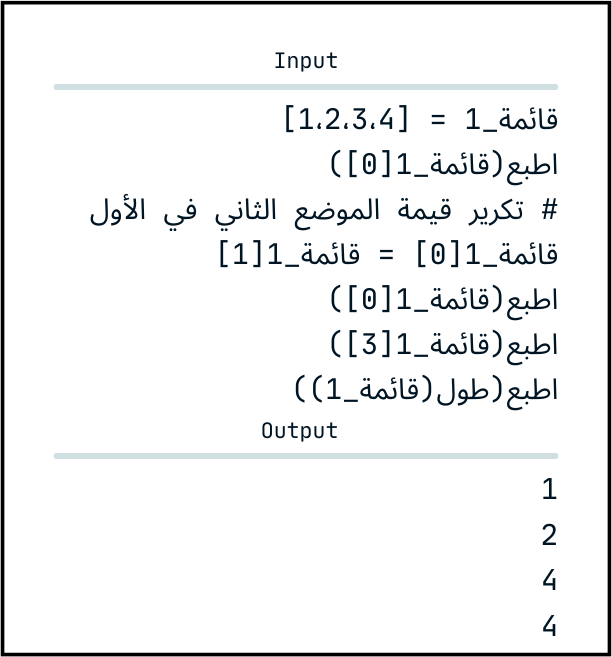 Input
قائمة_1 = [1،2،3،4]
اطبع(قائمة_1[0])
# تكرير قيمة الموضع الثاني في الأول
قائمة_1[0] = قائمة_1[1]
اطبع(قائمة_1[0])
اطبع(قائمة_1[3])
اطبع(طول(قائمة_1))
Output
1
2
4
4